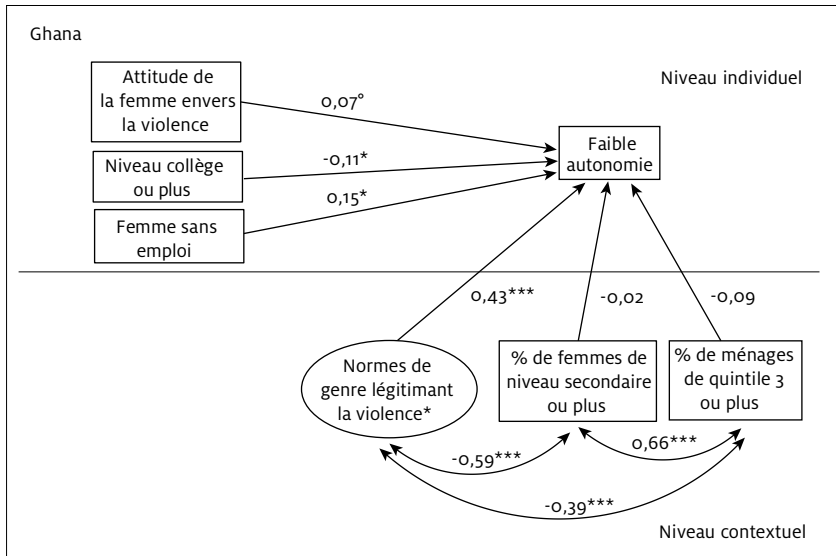 Ghana
Niveau individuel
Attitude de
la femme envers
la violence
0,07°
Faible
autonomie
Niveau collège
ou plus
-0,11*
0,15*
Femme sans
emploi
0,43***
-0,02
-0,09
Normes de
genre légitimant
la violence*
% de femmes de
niveau secondaire
ou plus
% de ménages
de quintile 3
ou plus
-0,59***
0,66***
-0,39***
Niveau contextuel